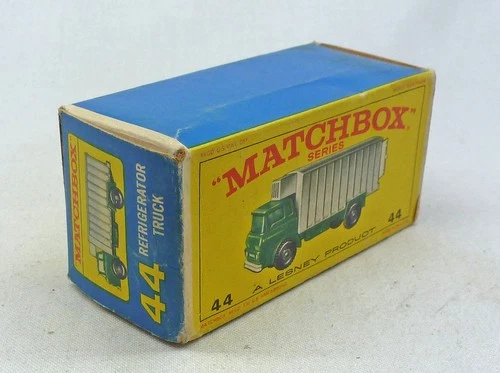 "MATCHBOX"
SERIES
44
44
A LESNEY PRODUCT
MATCHBOX
44
REFRIGERATOR
TRUCK